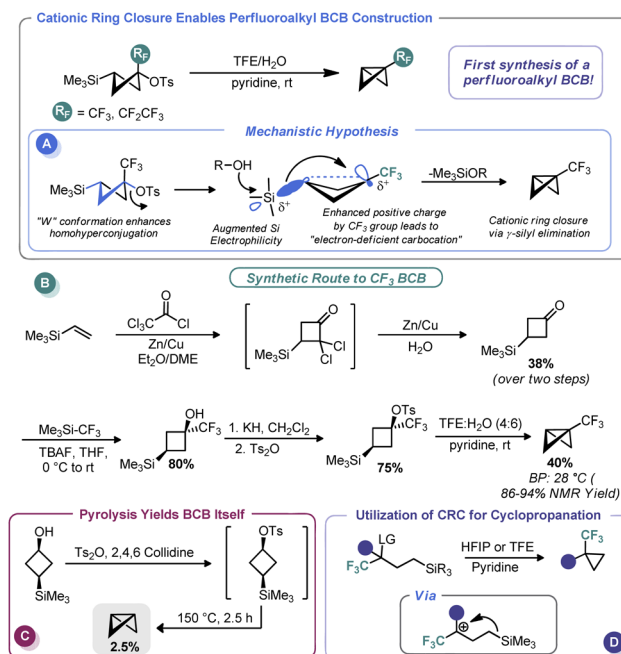 Cationic Ring Closure Enables Perfluoroalkyl BCB Construction
RF
Me3Si
OTs
TFE/H2O
pyridine, rt
RF
First synthesis of a
perfluoroalkyl BCB!
RF = CF3, CF2CF3
A
Mechanistic Hypothesis
CF3
Me3Si
OTs
"W" conformation enhances
homohyperconjugation
R–OH
Si
δ+
Augmented Si
Electrophilicity
CF3
δ+
Enhanced positive charge
by CF3 group leads to
"electron-deficient carbocation"
-Me3SiOR
CF3
Cationic ring closure
via γ-silyl elimination
B
Synthetic Route to CF3 BCB
Me3Si
O
Cl3C
Cl
Zn/Cu
Et2O/DME
O
Me3Si
Cl
Cl
Zn/Cu
H2O
O
Me3Si
38%
(over two steps)
Me3Si-CF3
TBAF, THF,
0 °C to rt
OH
CF3
Me3Si
80%
1. KH, CH2Cl2
2. Ts2O
OTs
CF3
Me3Si
75%
TFE:H2O (4:6)
pyridine, rt
CF3
40%
BP: 28 °C (
86-94% NMR Yield)
Pyrolysis Yields BCB Itself
OH
SiMe3
Ts2O, 2,4,6 Collidine
OTs
SiMe3
150 °C, 2.5 h
2.5%
C
Utilization of CRC for Cyclopropanation
LG
F3C
SiR3
HFIP or TFE
Pyridine
CF3
Via
F3C
SiMe3
D